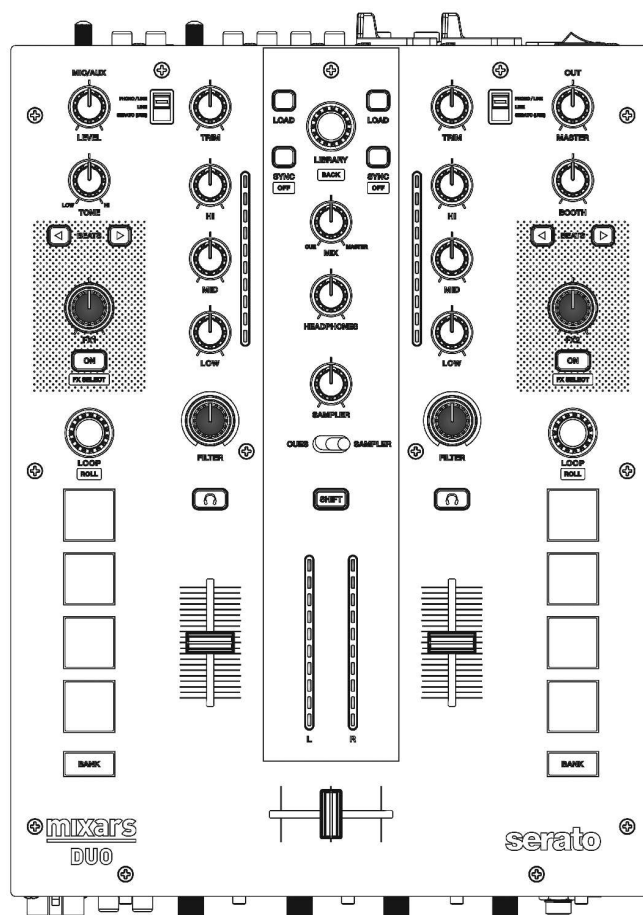 MIC/AUX
OUT
PHONO/LINE
LINE
SERATO (USB)
PHONO/LINE
LINE
SERATO (USB)
LEVEL
TRIM
LOAD
LOAD
TRIM
MASTER
LIBRARY
BACK
SYNC
OFF
SYNC
OFF
LOW
HI
TONE
HI
HI
BOOTH
BEATS
CUE
MASTER
MIX
BEATS
MID
MID
HEADPHONES
FX1
FX2
ON
LOW
LOW
ON
FX SELECT
FX SELECT
SAMPLER
CUES
SAMPLER
FILTER
FILTER
LOOP
ROLL
LOOP
ROLL
SHIFT
L
R
BANK
BANK
mixars
DUO
serato